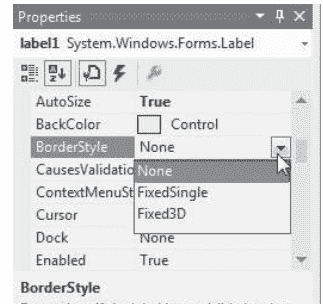 Properties
label1 System.Windows.Forms.Label
AutoSize True
BackColor Control
BorderStyle None
CausesValidatio None
ContextMenuSt FixedSingle
Cursor Fixed3D
Dock None
Enabled True
BorderStyle